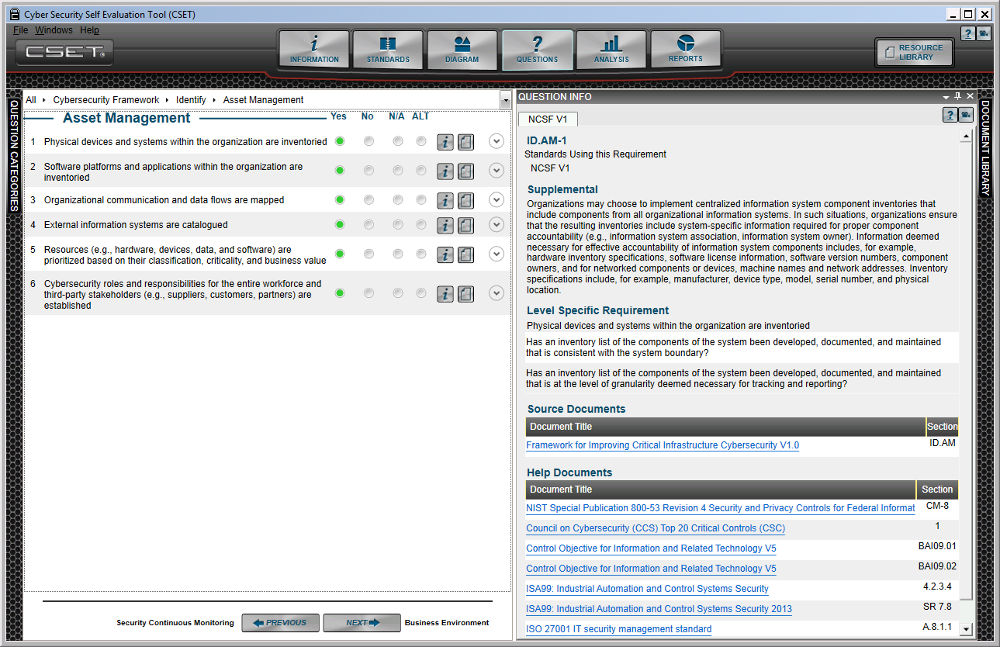 Cyber Security Self Evaluation Tool (CSET)
File Windows Help
CSET
INFORMATION
STANDARDS
DIAGRAM
QUESTIONS
ANALYSIS
REPORTS
RESOURCE
LIBRARY
QUESTION CATEGORIES
All Cybersecurity Framework Identify Asset Management
Asset Management Yes No N/A ALT
1 Physical devices and systems within the organization are inventoried
2 Software platforms and applications within the organization are
inventoried
3 Organizational communication and data flows are mapped
4 External information systems are catalogued
5 Resources (e.g., hardware, devices, data, and software) are
prioritized based on their classification, criticality, and business value
6 Cybersecurity roles and responsibilities for the entire workforce and
third-party stakeholders (e.g., suppliers, customers, partners) are
established
Security Continuous Monitoring PREVIOUS NEXT Business Environment
QUESTION INFO
NCSF V1
ID.AM-1
Standards Using this Requirement
NCSF V1
Supplemental
Organizations may choose to implement centralized information system component inventories that
include components from all organizational information systems. In such situations, organizations ensure
that the resulting inventories include system-specific information required for proper component
accountability (e.g., information system association, information system owner). Information deemed
necessary for effective accountability of information system components includes, for example,
hardware inventory specifications, software license information, software version numbers, component
owners, and for networked components or devices, machine names and network addresses. Inventory
specifications include, for example, manufacturer, device type, model, serial number, and physical
location.
Level Specific Requirement
Physical devices and systems within the organization are inventoried
Has an inventory list of the components of the system been developed, documented, and maintained
that is consistent with the system boundary?
Has an inventory list of the components of the system been developed, documented, and maintained
that is at the level of granularity deemed necessary for tracking and reporting?
Source Documents
Document Title Section
Framework for Improving Critical Infrastructure Cybersecurity V1.0 ID.AM
Help Documents
Document Title Section
NIST Special Publication 800-53 Revision 4 Security and Privacy Controls for Federal Informat CM-8
Council on Cybersecurity (CCS) Top 20 Critical Controls (CSC) 1
Control Objective for Information and Related Technology V5 BAI09.01
Control Objective for Information and Related Technology V5 BAI09.02
ISA99: Industrial Automation and Control Systems Security 4.2.3.4
ISA99: Industrial Automation and Control Systems Security 2013 SR 7.8
ISO 27001 IT security management standard A.8.1.1
DOCUMENT LIBRARY